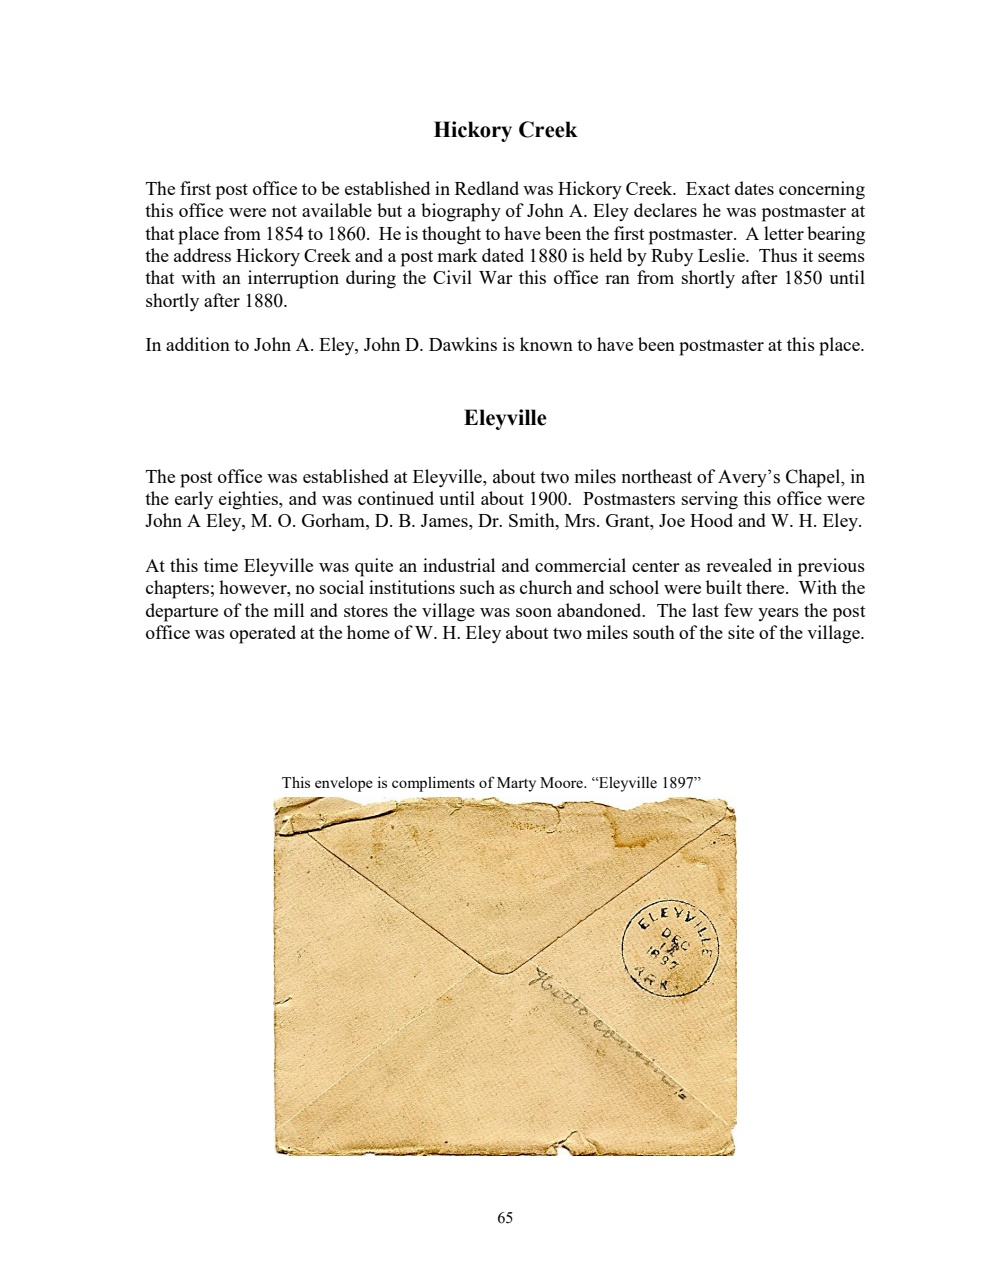 Hickory Creek
The first post office to be established in Redland was Hickory Creek. Exact dates concerning
this office were not available but a biography of John A. Eley declares he was postmaster at
that place from 1854 to 1860. He is thought to have been the first postmaster. A letter bearing
the address Hickory Creek and a post mark dated 1880 is held by Ruby Leslie. Thus it seems
that with an interruption during the Civil War this office ran from shortly after 1850 until
shortly after 1880.
In addition to John A. Eley, John D. Dawkins is known to have been postmaster at this place.
Eleyville
The post office was established at Eleyville, about two miles northeast of Avery’s Chapel, in
the early eighties, and was continued until about 1900. Postmasters serving this office were
John A Eley, M. O. Gorham, D. B. James, Dr. Smith, Mrs. Grant, Joe Hood and W. H. Eley.
At this time Eleyville was quite an industrial and commercial center as revealed in previous
chapters; however, no social institutions such as church and school were built there. With the
departure of the mill and stores the village was soon abandoned. The last few years the post
office was operated at the home of W. H. Eley about two miles south of the site of the village.
This envelope is compliments of Marty Moore. “Eleyville 1897”
ELEYVILLE
DEC
1897
ARK.
65